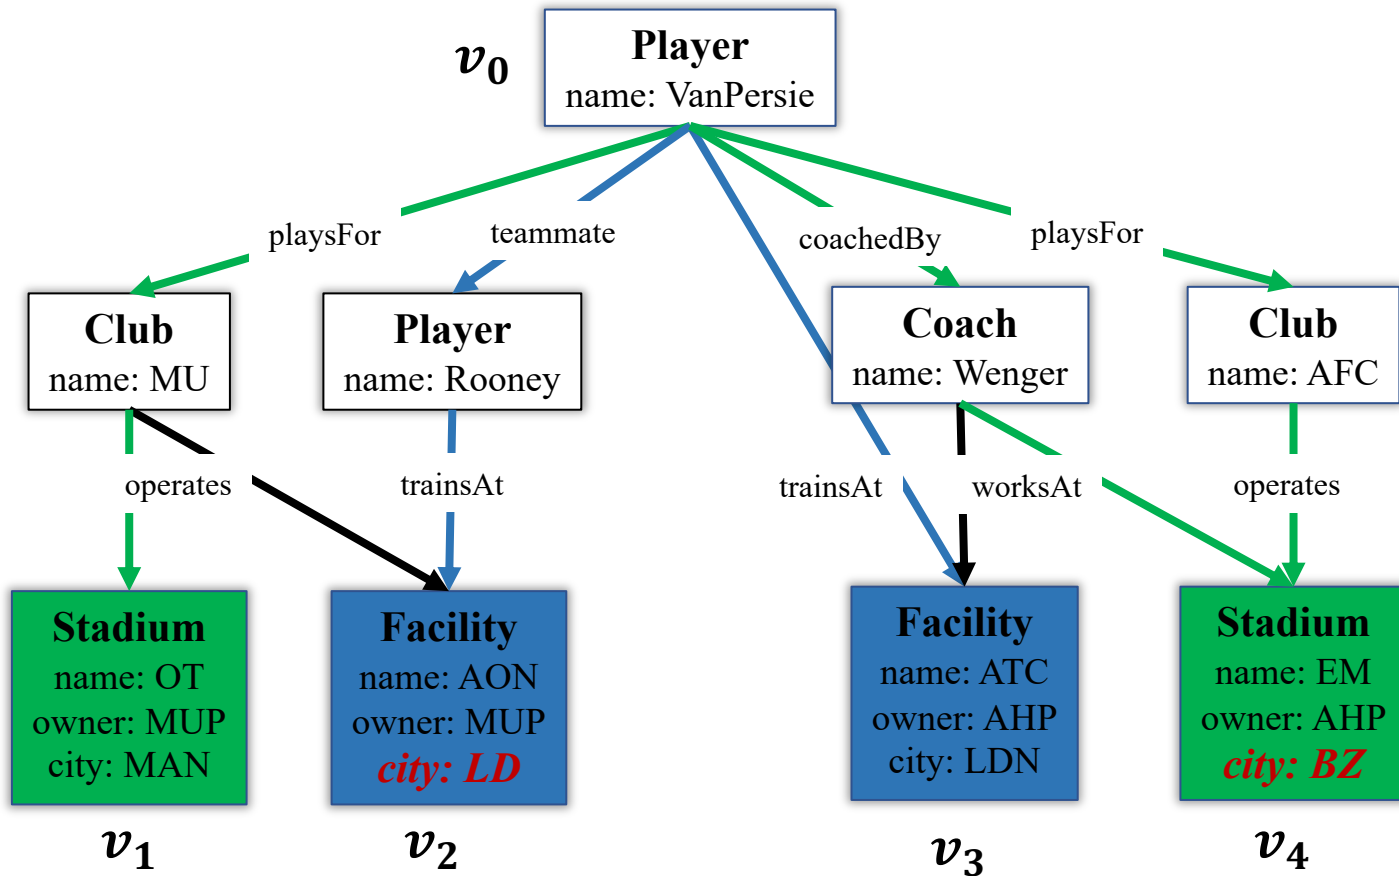 v0
Player
name: VanPersie
playsFor
teammate
coachedBy
playsFor
Club
name: MU
Player
name: Rooney
Coach
name: Wenger
Club
name: AFC
operates
trainsAt
trainsAt
worksAt
operates
Stadium
name: OT
owner: MUP
city: MAN
Facility
name: AON
owner: MUP
city: LD
Facility
name: ATC
owner: AHP
city: LDN
Stadium
name: EM
owner: AHP
city: BZ
v1
v2
v3
v4